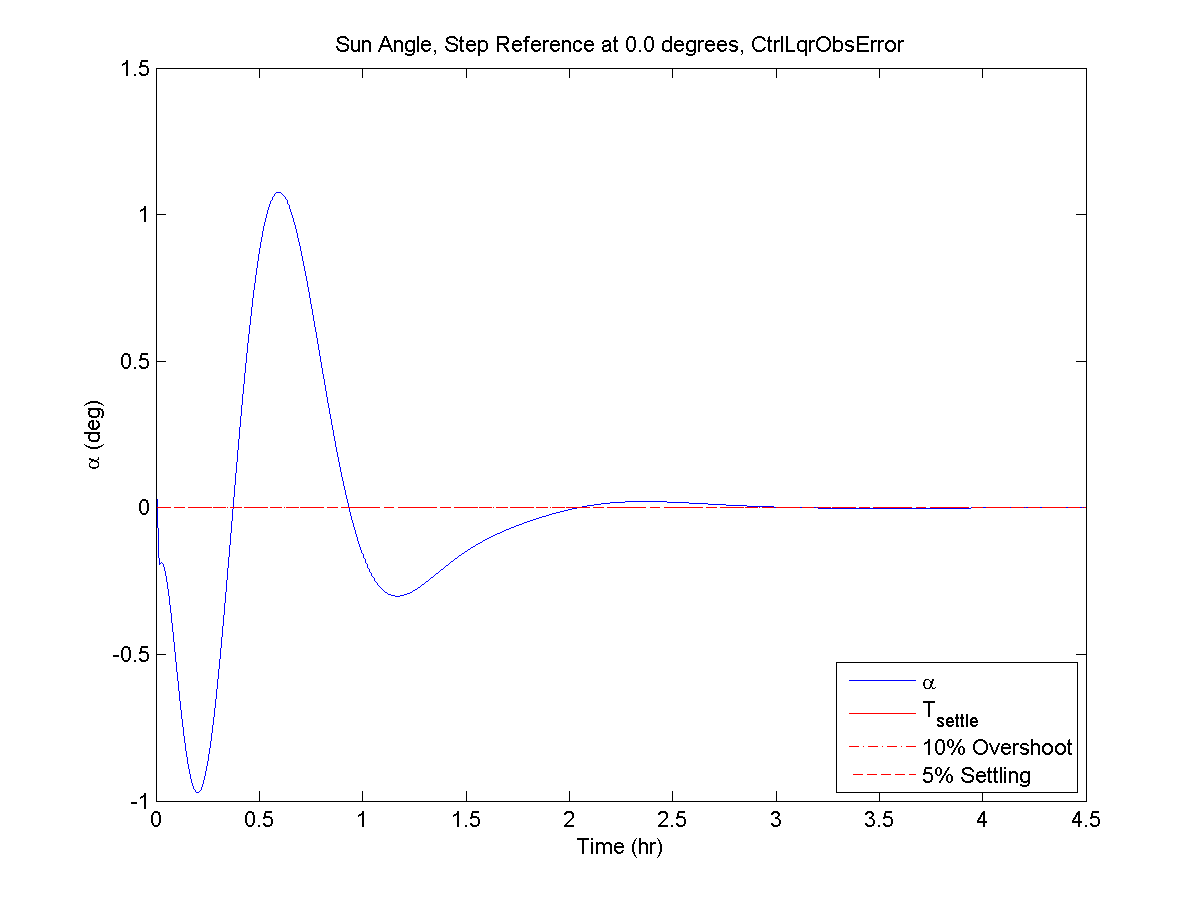 Sun Angle, Step Reference at 0.0 degrees, CtrlLqrObsError
1.5
1
0.5
0
-0.5
-1
α (deg)
0 0.5 1 1.5 2 2.5 3 3.5 4 4.5
Time (hr)
α
T settle
10% Overshoot
5% Settling